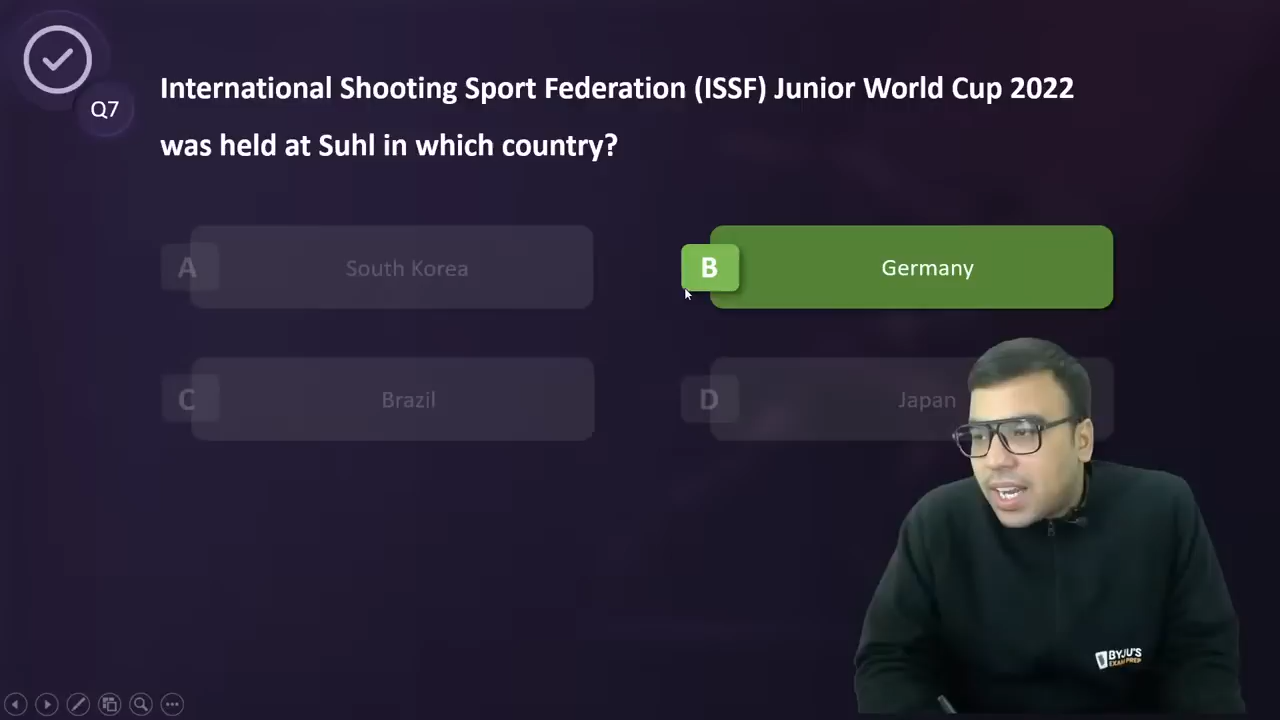 Q7
International Shooting Sport Federation (ISSF) Junior World Cup 2022
was held at Suhl in which country?
A
South Korea
B
Germany
C
Brazil
D
Japan
BYJU'S
EXAM PREP